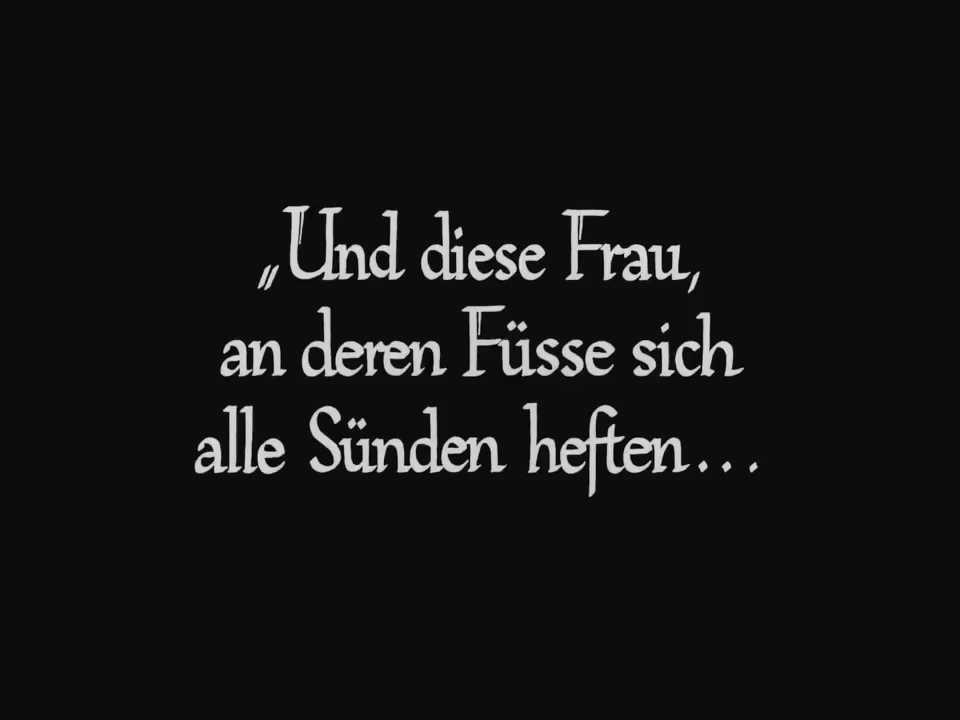 „Und diese Frau,
an deren Füsse sich
alle Sünden heften...